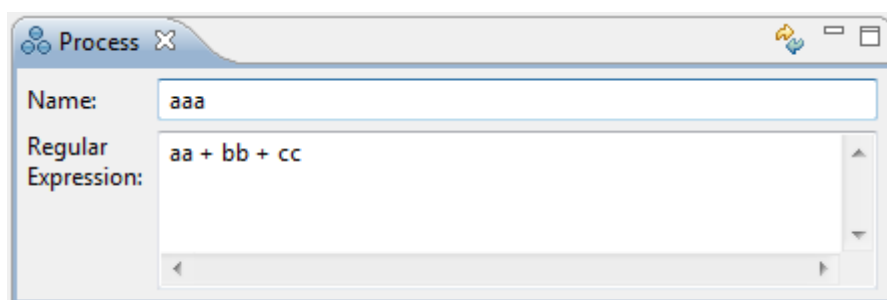 Process
Name:
aaa
Regular
Expression:
aa + bb + cc